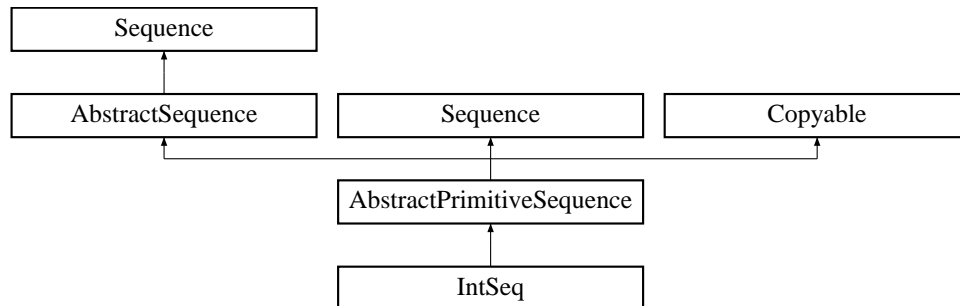 Sequence
AbstractSequence
Sequence
Copyable
AbstractPrimitiveSequence
IntSeq